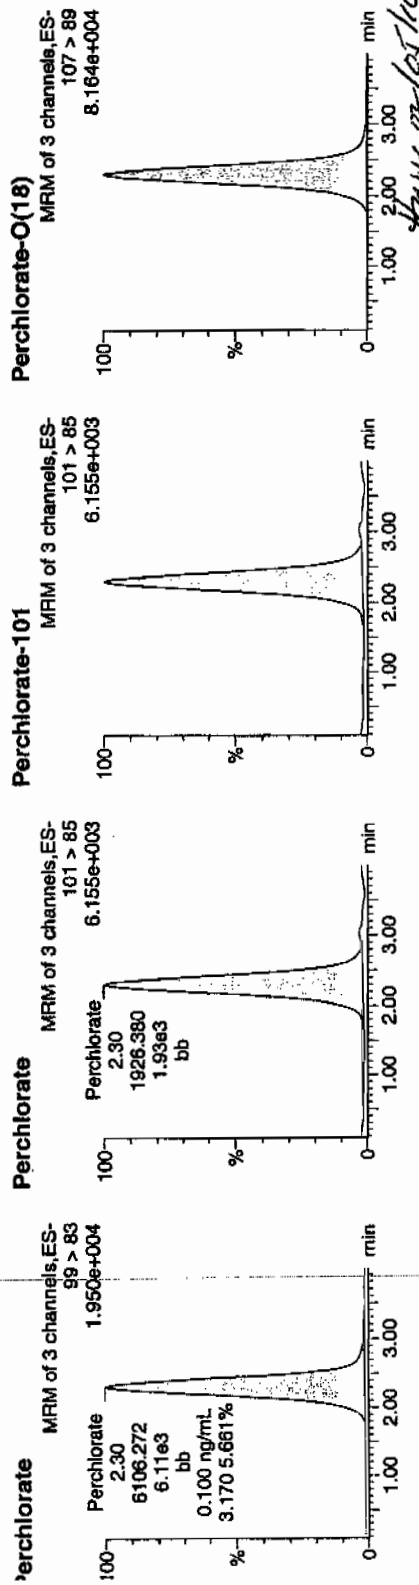 Perchlorate
MRM of 3 channels,ES-
99 > 83
1.950e+004
100
Perchlorate
2.30
6106.272
6.11e3
bb
0.100 ng/mL
3.170 5.661%
%
0
1.00 2.00 3.00 min
Perchlorate
MRM of 3 channels,ES-
101 > 85
6.155e+003
100
Perchlorate
2.30
1926.380
1.93e3
bb
%
0
1.00 2.00 3.00 min
Perchlorate-101
MRM of 3 channels,ES-
101 > 85
6.155e+003
100
%
0
1.00 2.00 3.00 min
Perchlorate-O(18)
MRM of 3 channels,ES-
107 > 89
8.164e+004
100
%
0
1.00 2.00 3.00 min